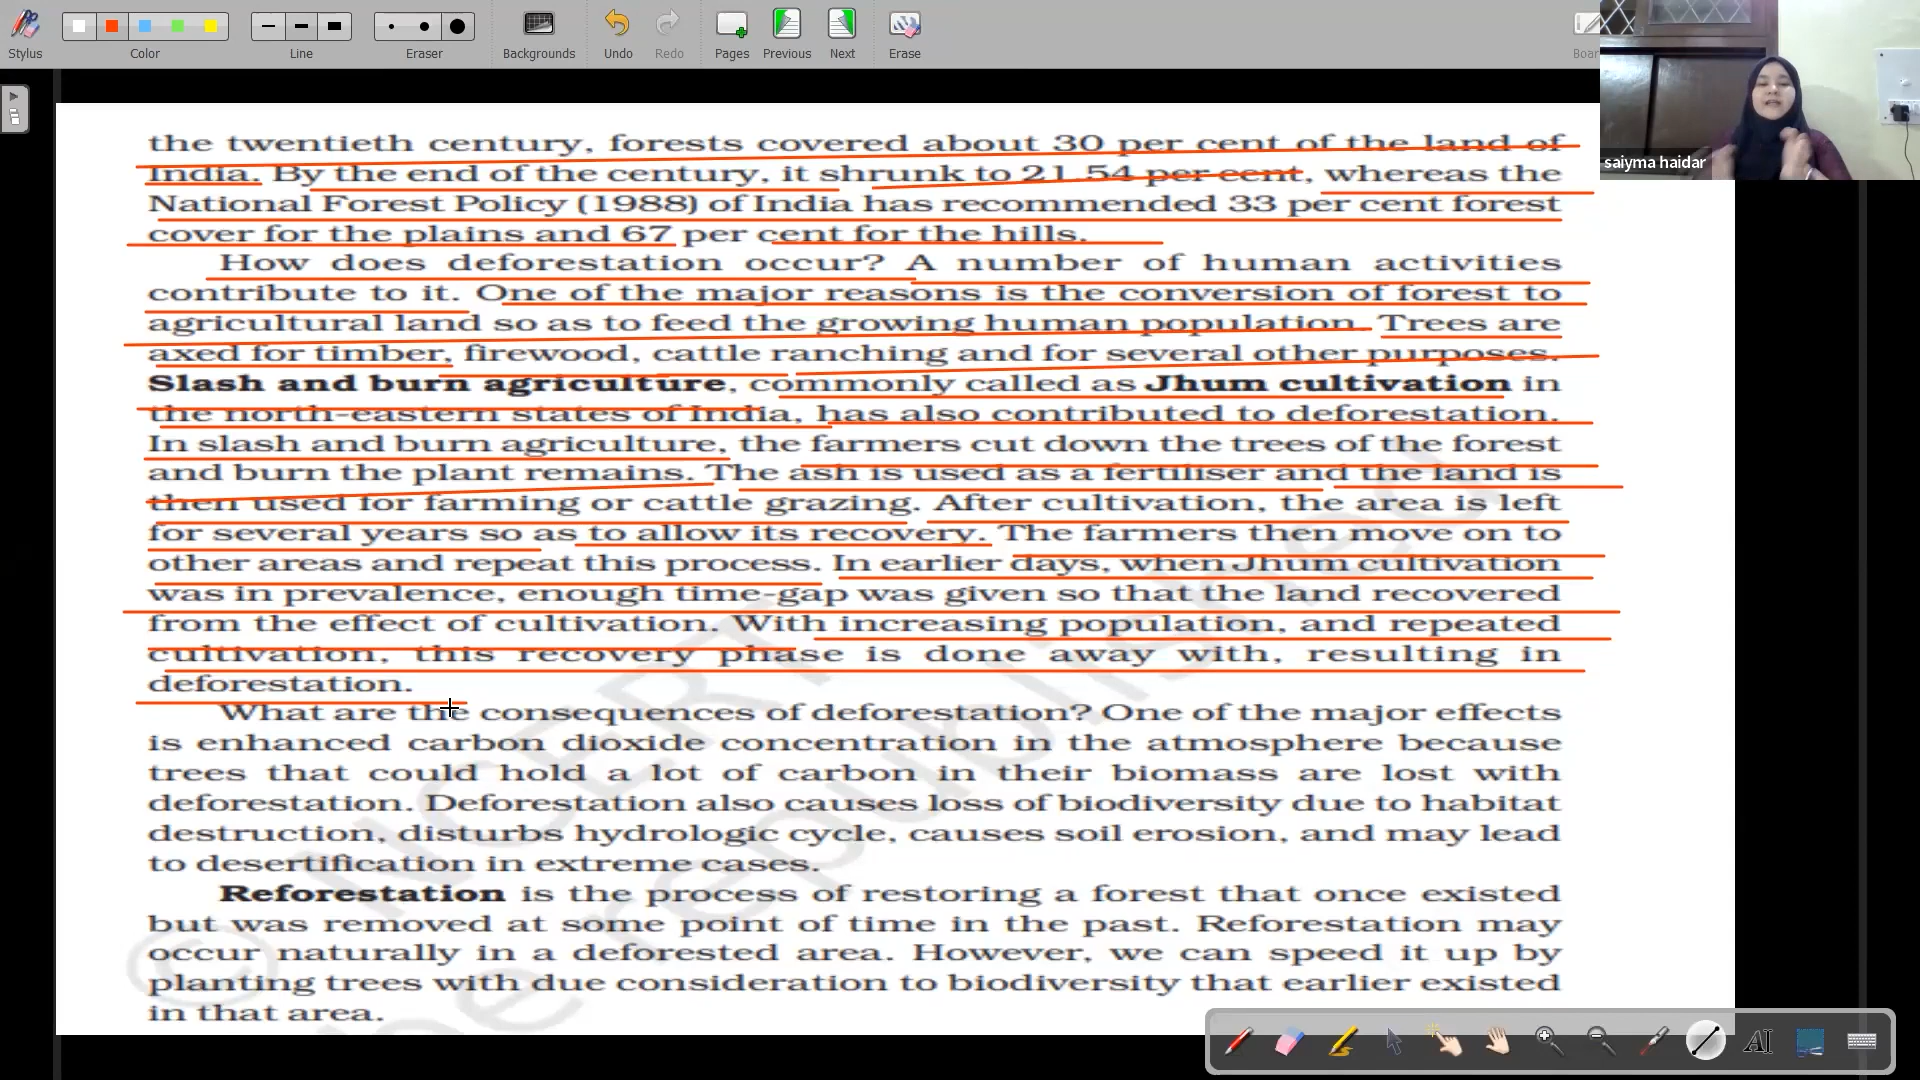 Stylus
Color
Line
Eraser
Backgrounds
Undo
Redo
Pages
Previous
Next
Erase
saiyma haidar
the twentieth century, forests covered about 30 per cent of the land of
India. By the end of the century, it shrunk to 21.54 per cent, whereas the
National Forest Policy (1988) of India has recommended 33 per cent forest
cover for the plains and 67 per cent for the hills.
How does deforestation occur? A number of human activities
contribute to it. One of the major reasons is the conversion of forest to
agricultural land so as to feed the growing human population. Trees are
axed for timber, firewood, cattle ranching and for several other purposes.
Slash and burn agriculture, commonly called as Jhum cultivation in
the north-eastern states of India, has also contributed to deforestation.
In slash and burn agriculture, the farmers cut down the trees of the forest
and burn the plant remains. The ash is used as a fertiliser and the land is
then used for farming or cattle grazing. After cultivation, the area is left
for several years so as to allow its recovery. The farmers then move on to
other areas and repeat this process. In earlier days, when Jhum cultivation
was in prevalence, enough time-gap was given so that the land recovered
from the effect of cultivation. With increasing population, and repeated
cultivation, this recovery phase is done away with, resulting in
deforestation.
What are the consequences of deforestation? One of the major effects
is enhanced carbon dioxide concentration in the atmosphere because
trees that could hold a lot of carbon in their biomass are lost with
deforestation. Deforestation also causes loss of biodiversity due to habitat
destruction, disturbs hydrologic cycle, causes soil erosion, and may lead
to desertification in extreme cases.
Reforestation is the process of restoring a forest that once existed
but was removed at some point of time in the past. Reforestation may
occur naturally in a deforested area. However, we can speed it up by
planting trees with due consideration to biodiversity that earlier existed
in that area.
© NCERT
be republished
AI